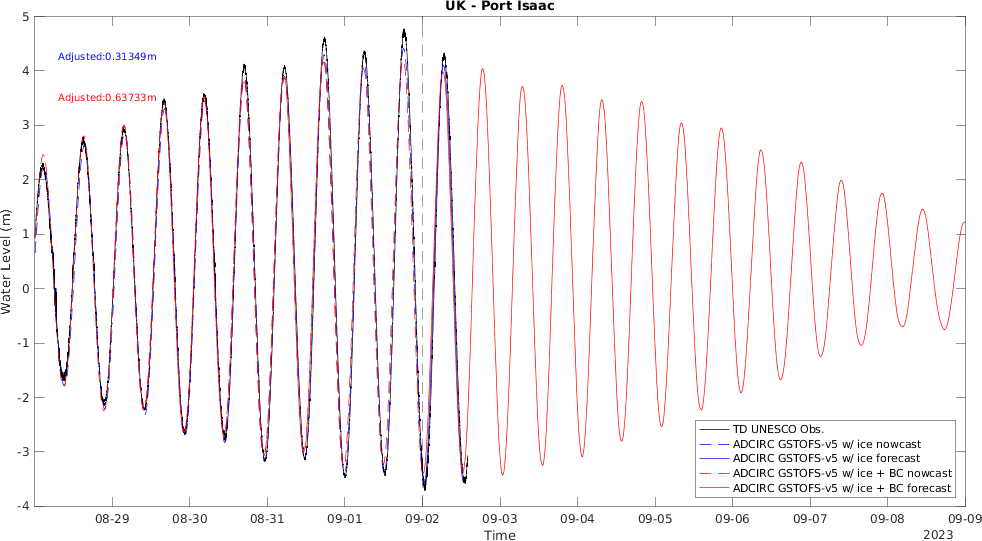 UK - Port Isaac
Adjusted:0.31349m
Adjusted:0.63733m
Water Level (m)
5
4
3
2
1
0
-1
-2
-3
-4
TD UNESCO Obs.
ADCIRC GSTOFS-v5 w/ ice nowcast
ADCIRC GSTOFS-v5 w/ ice forecast
ADCIRC GSTOFS-v5 w/ ice + BC nowcast
ADCIRC GSTOFS-v5 w/ ice + BC forecast
08-29 08-30 08-31 09-01 09-02 09-03 09-04 09-05 09-06 09-07 09-08 09-09
Time
2023